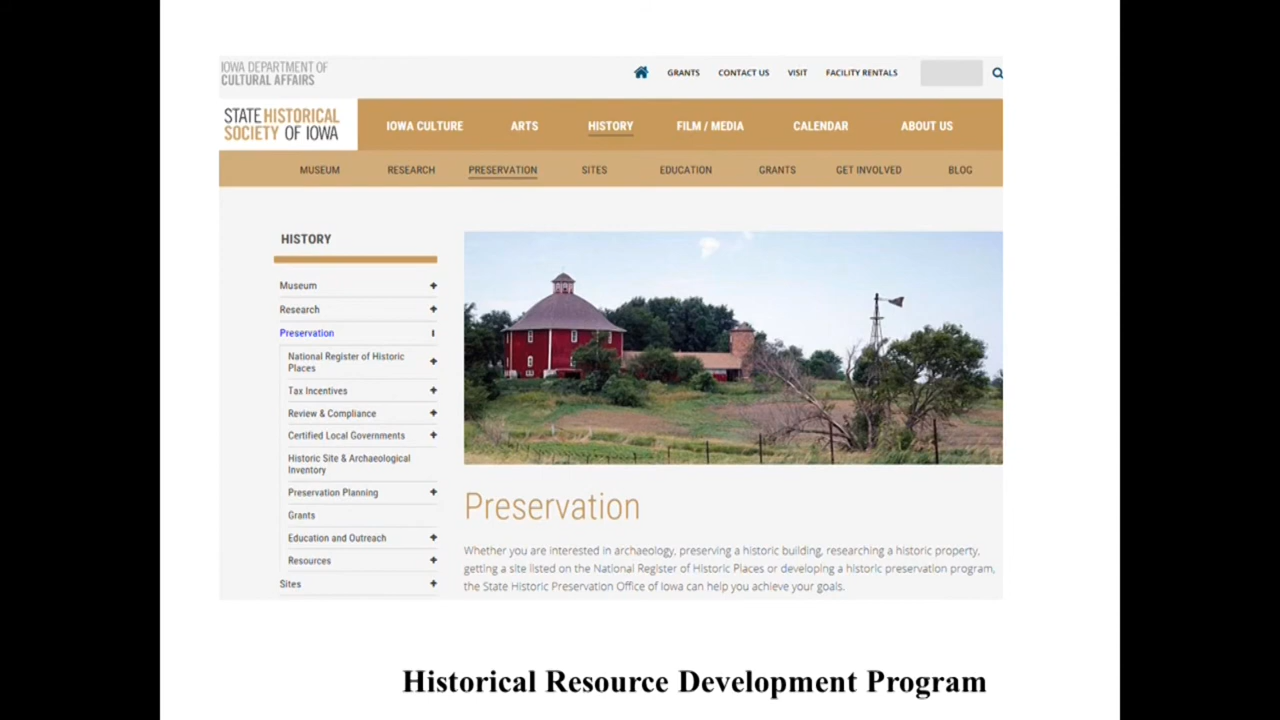 IOWA DEPARTMENT OF
CULTURAL AFFAIRS
GRANTS CONTACT US VISIT FACILITY RENTALS
STATE HISTORICAL
SOCIETY OF IOWA
IOWA CULTURE ARTS HISTORY FILM / MEDIA CALENDAR ABOUT US
MUSEUM RESEARCH PRESERVATION SITES EDUCATION GRANTS GET INVOLVED BLOG
HISTORY
Museum +
Research +
Preservation
National Register of Historic
Places +
Tax Incentives +
Review & Compliance +
Certified Local Governments +
Historic Site & Archaeological
Inventory
Preservation Planning +
Grants
Education and Outreach +
Resources +
Sites +
Preservation
Whether you are interested in archaeology, preserving a historic building, researching a historic property,
getting a site listed on the National Register of Historic Places or developing a historic preservation program,
the State Historic Preservation Office of Iowa can help you achieve your goals.
Historical Resource Development Program